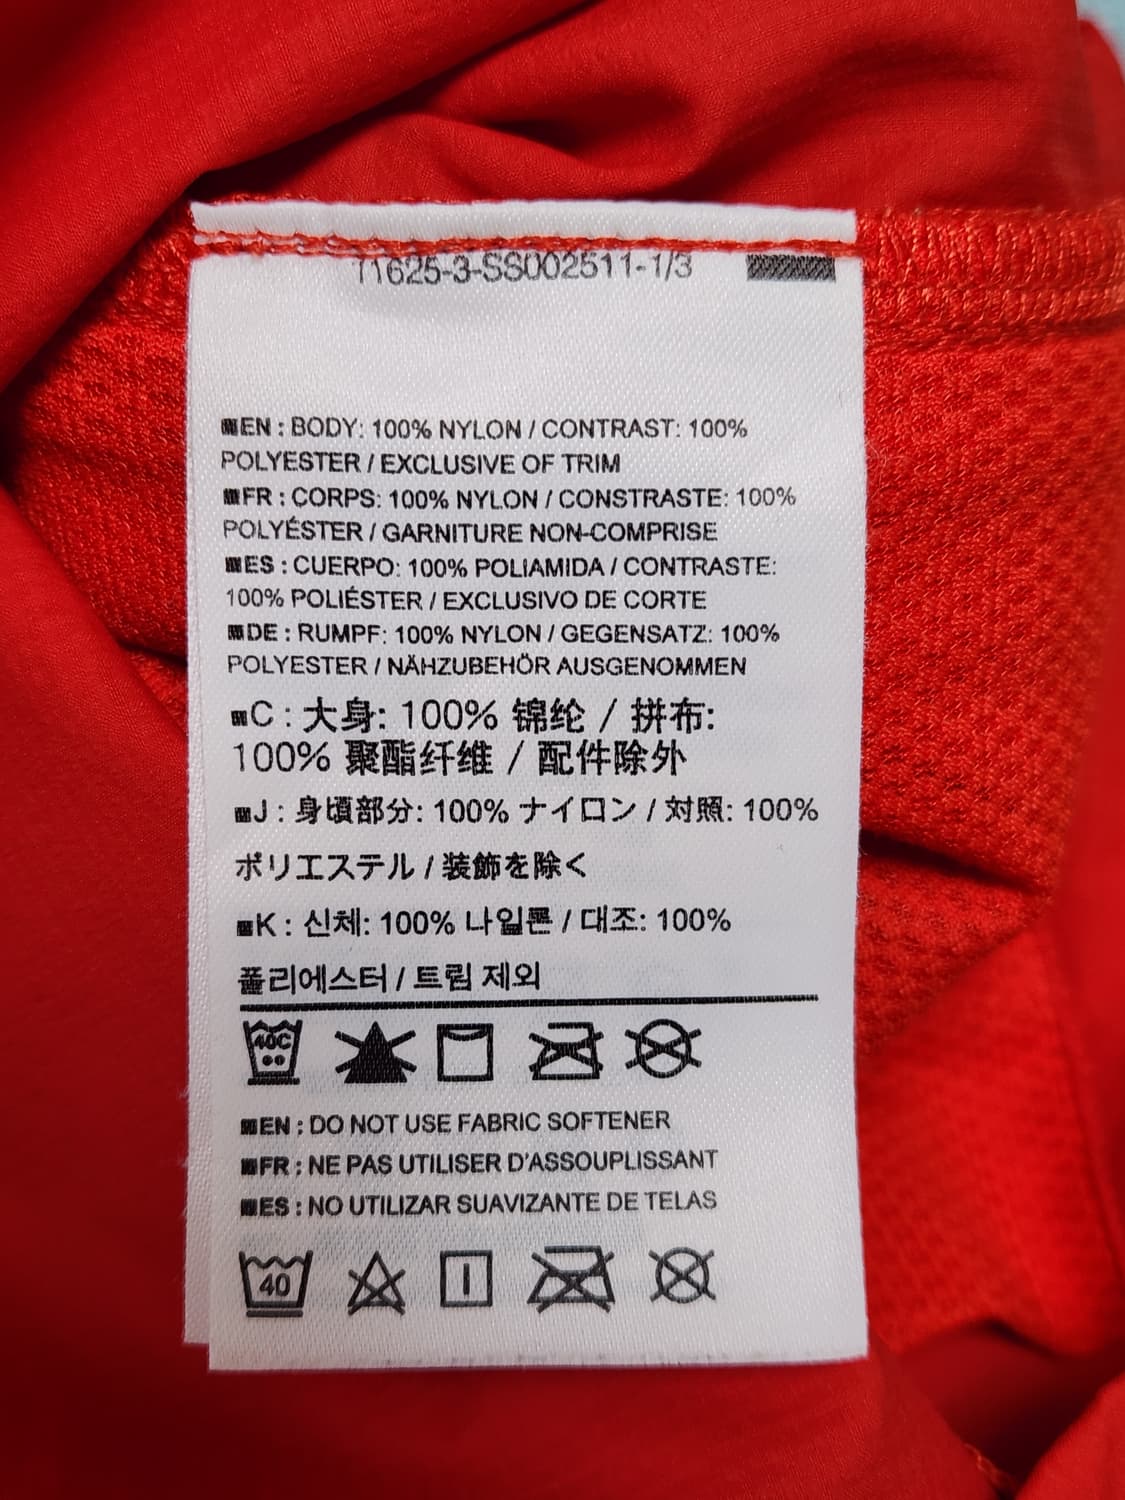 11625-3-SS002511-1/3
EN : BODY: 100% NYLON / CONTRAST: 100%
POLYESTER / EXCLUSIVE OF TRIM
FR : CORPS: 100% NYLON / CONSTRASTE: 100%
POLYÉSTER / GARNITURE NON-COMPRISE
ES : CUERPO: 100% POLIAMIDA / CONTRASTE:
100% POLIÉSTER / EXCLUSIVO DE CORTE
DE : RUMPF: 100% NYLON / GEGENSATZ: 100%
POLYESTER / NÄHZUBEHÖR AUSGENOMMEN
C : 大身: 100% 锦纶 / 拼布:
100% 聚酯纤维 / 配件除外
J : 身頃部分: 100% ナイロン / 対照: 100%
ポリエステル / 装飾を除く
K : 신체: 100% 나일론 / 대조: 100%
폴리에스터 / 트림 제외
40C
EN : DO NOT USE FABRIC SOFTENER
FR : NE PAS UTILISER D'ASSOUPLISSANT
ES : NO UTILIZAR SUAVIZANTE DE TELAS
40